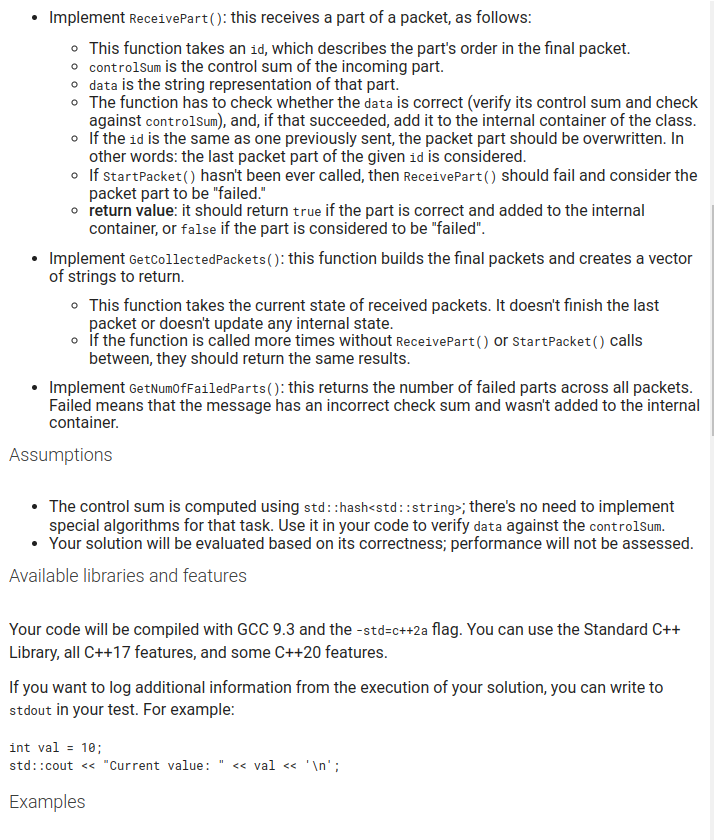 • Implement ReceivePart(): this receives a part of a packet, as follows:
◦ This function takes an id, which describes the part's order in the final packet.
◦ controlSum is the control sum of the incoming part.
◦ data is the string representation of that part.
◦ The function has to check whether the data is correct (verify its control sum and check
against controlSum), and, if that succeeded, add it to the internal container of the class.
◦ If the id is the same as one previously sent, the packet part should be overwritten. In
other words: the last packet part of the given id is considered.
◦ If StartPacket() hasn't been ever called, then ReceivePart() should fail and consider the
packet part to be "failed."
◦ return value: it should return true if the part is correct and added to the internal
container, or false if the part is considered to be "failed".
• Implement GetCollectedPackets(): this function builds the final packets and creates a vector
of strings to return.
◦ This function takes the current state of received packets. It doesn't finish the last
packet or doesn't update any internal state.
◦ If the function is called more times without ReceivePart() or StartPacket() calls
between, they should return the same results.
• Implement GetNumOfFailedParts(): this returns the number of failed parts across all packets.
Failed means that the message has an incorrect check sum and wasn't added to the internal
container.
Assumptions
• The control sum is computed using std::hash<std::string>; there's no need to implement
special algorithms for that task. Use it in your code to verify data against the controlSum.
• Your solution will be evaluated based on its correctness; performance will not be assessed.
Available libraries and features
Your code will be compiled with GCC 9.3 and the -std=c++2a flag. You can use the Standard C++
Library, all C++17 features, and some C++20 features.
If you want to log additional information from the execution of your solution, you can write to
stdout in your test. For example:
int val = 10;
std::cout << "Current value: " << val << '\n';
Examples